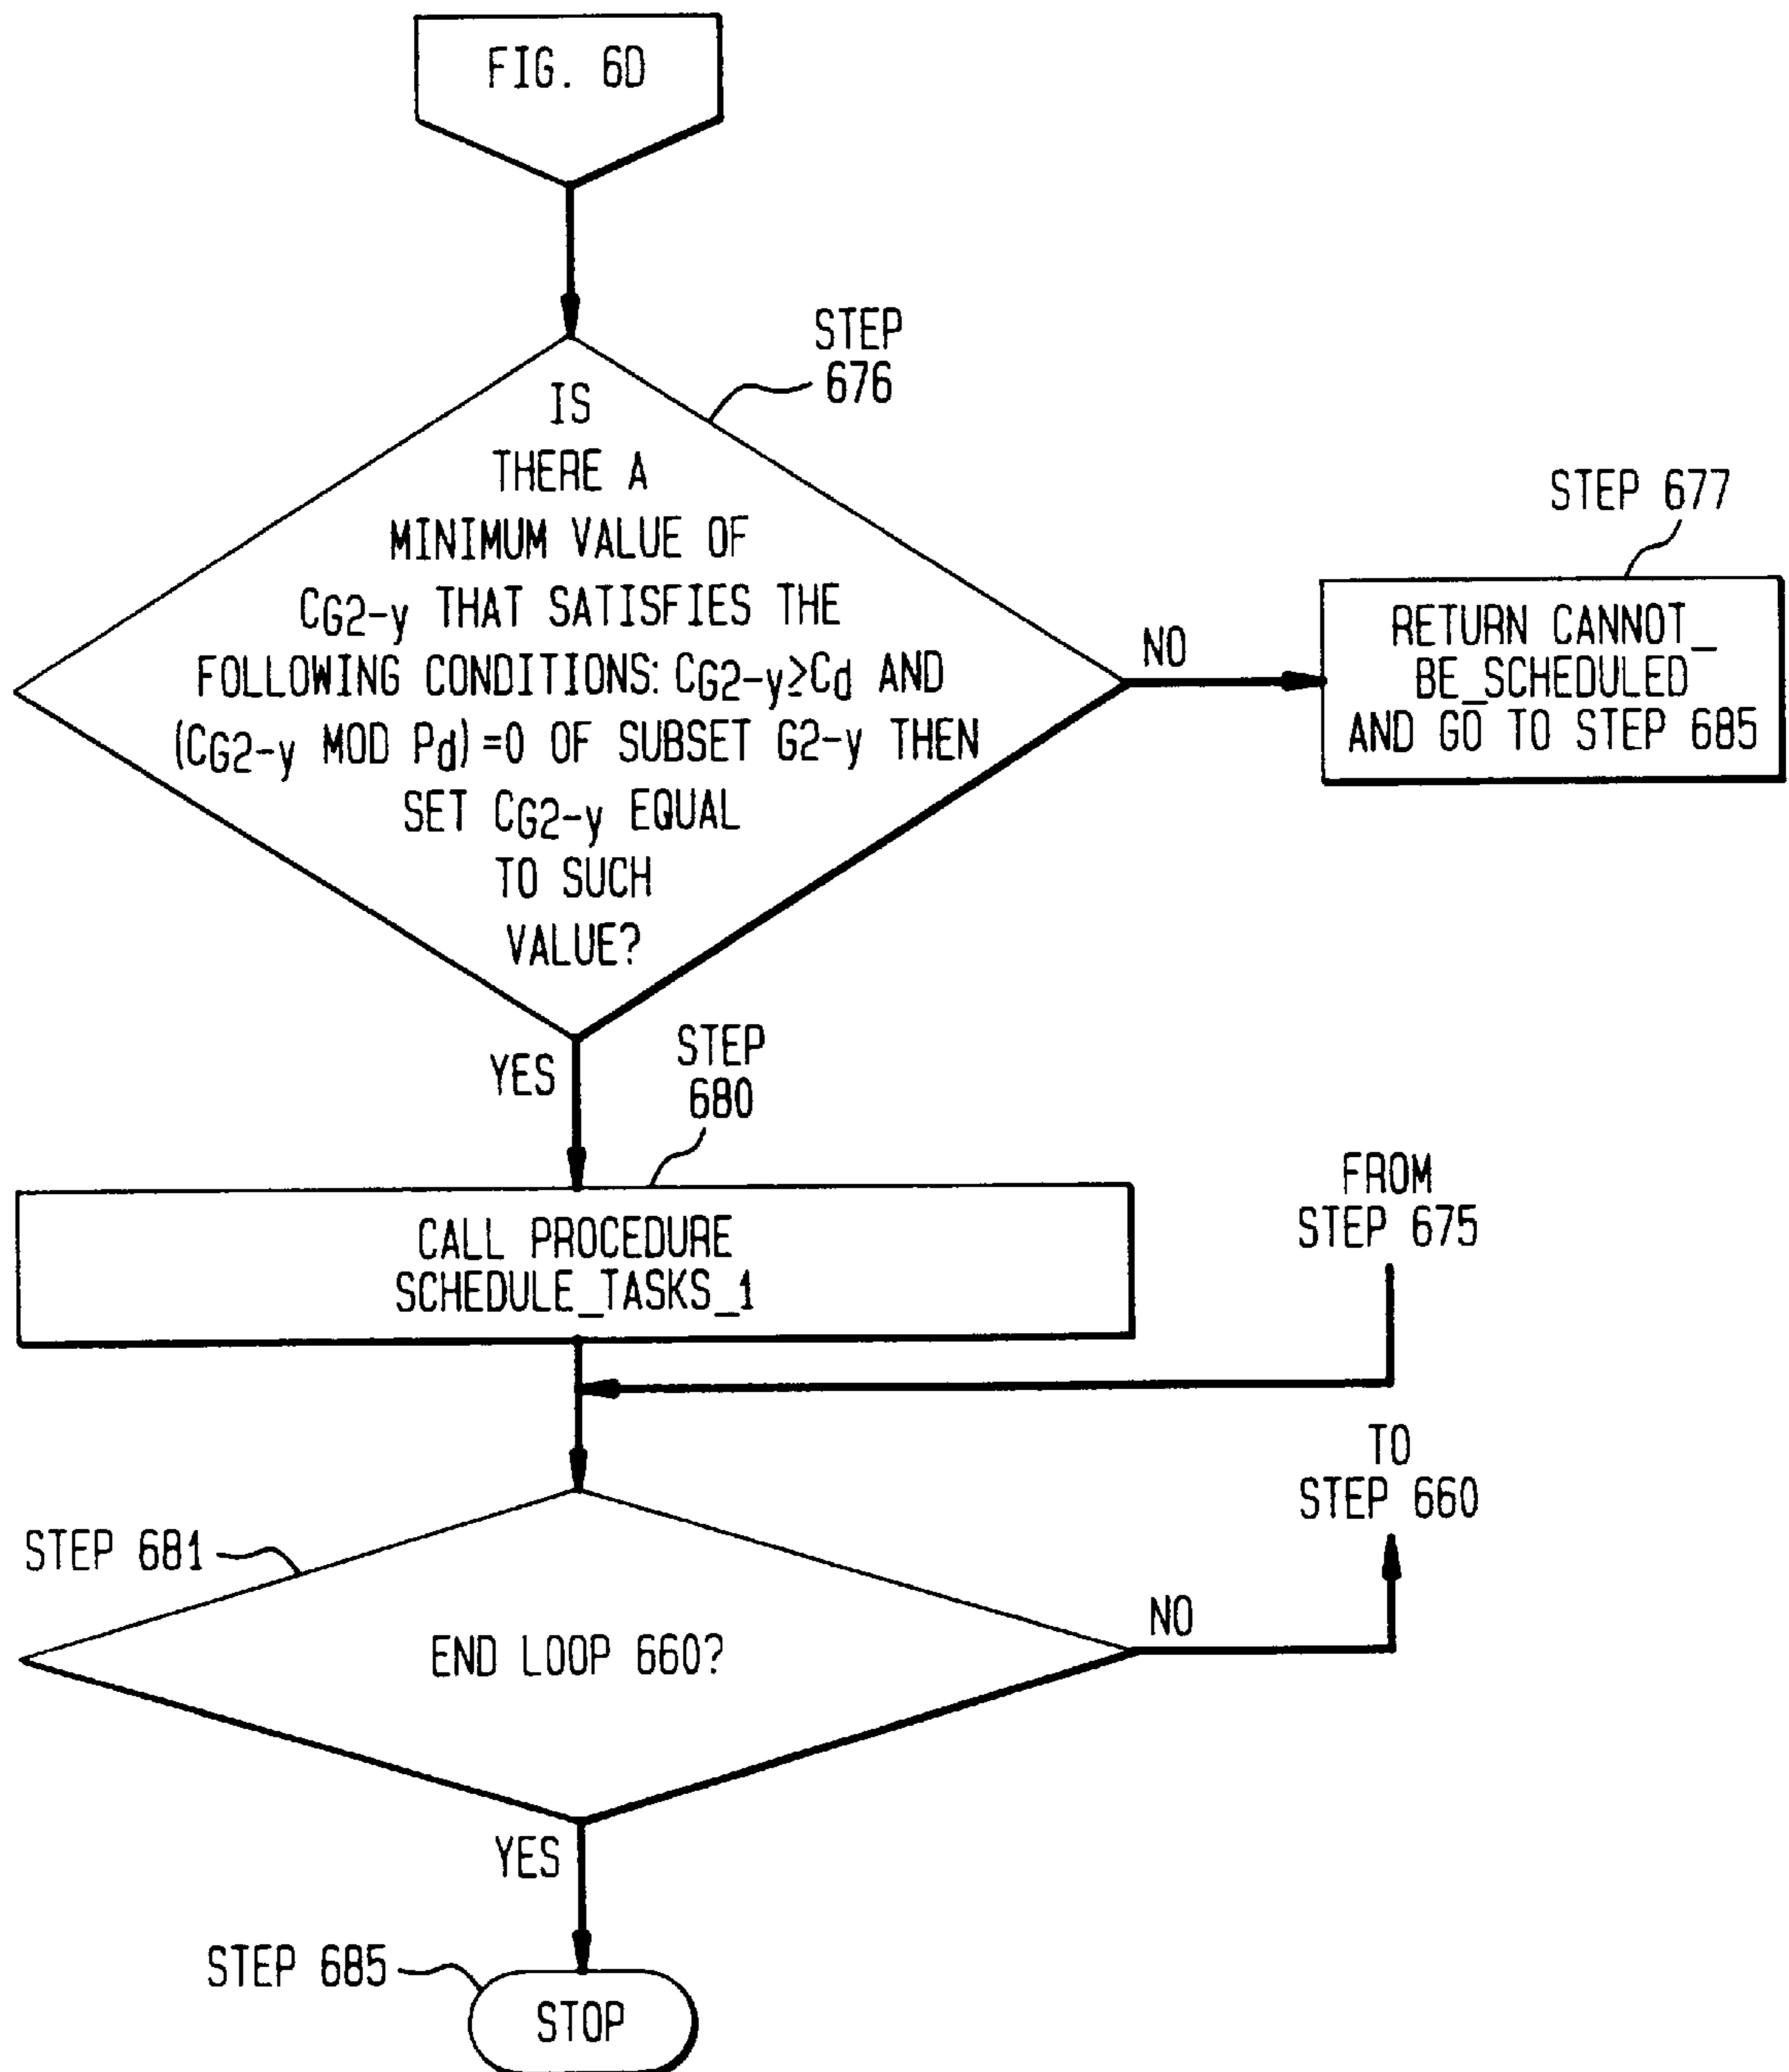 FIG. 6D
STEP
676
IS
THERE A
MINIMUM VALUE OF
CG2-y THAT SATISFIES THE
FOLLOWING CONDITIONS: CG2-y≥Cd AND
(CG2-y MOD Pd)=0 OF SUBSET G2-y THEN
SET CG2-y EQUAL
TO SUCH
VALUE?
NO
STEP 677
RETURN CANNOT_
BE_SCHEDULED
AND GO TO STEP 685
YES
STEP
680
CALL PROCEDURE
SCHEDULE_TASKS_1
FROM
STEP 675
TO
STEP 660
STEP 681
END LOOP 660?
NO
YES
STEP 685
STOP